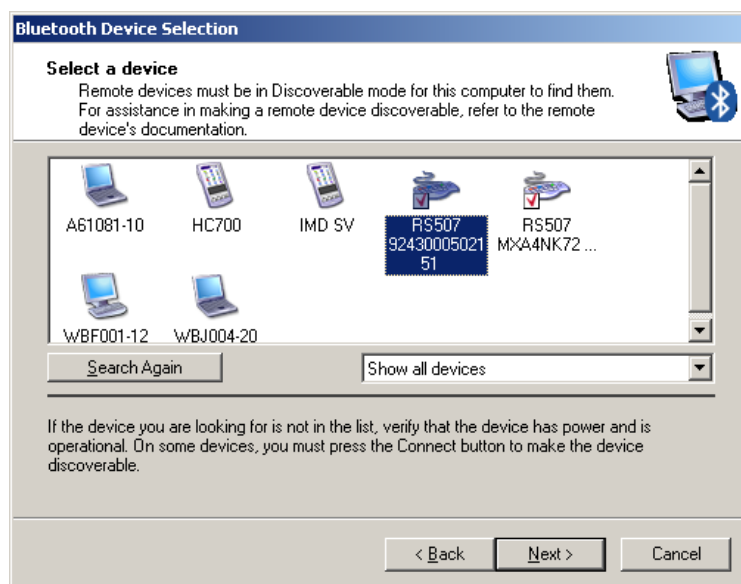 Bluetooth Device Selection
Select a device
Remote devices must be in Discoverable mode for this computer to find them.
For assistance in making a remote device discoverable, refer to the remote
device's documentation.
A61081-10
HC700
IMD SV
RS507
92430005021
51
RS507
MXA4NK72 ...
WBF001-12
WBJ004-20
Search Again
Show all devices
If the device you are looking for is not in the list, verify that the device has power and is
operational. On some devices, you must press the Connect button to make the device
discoverable.
< Back
Next >
Cancel